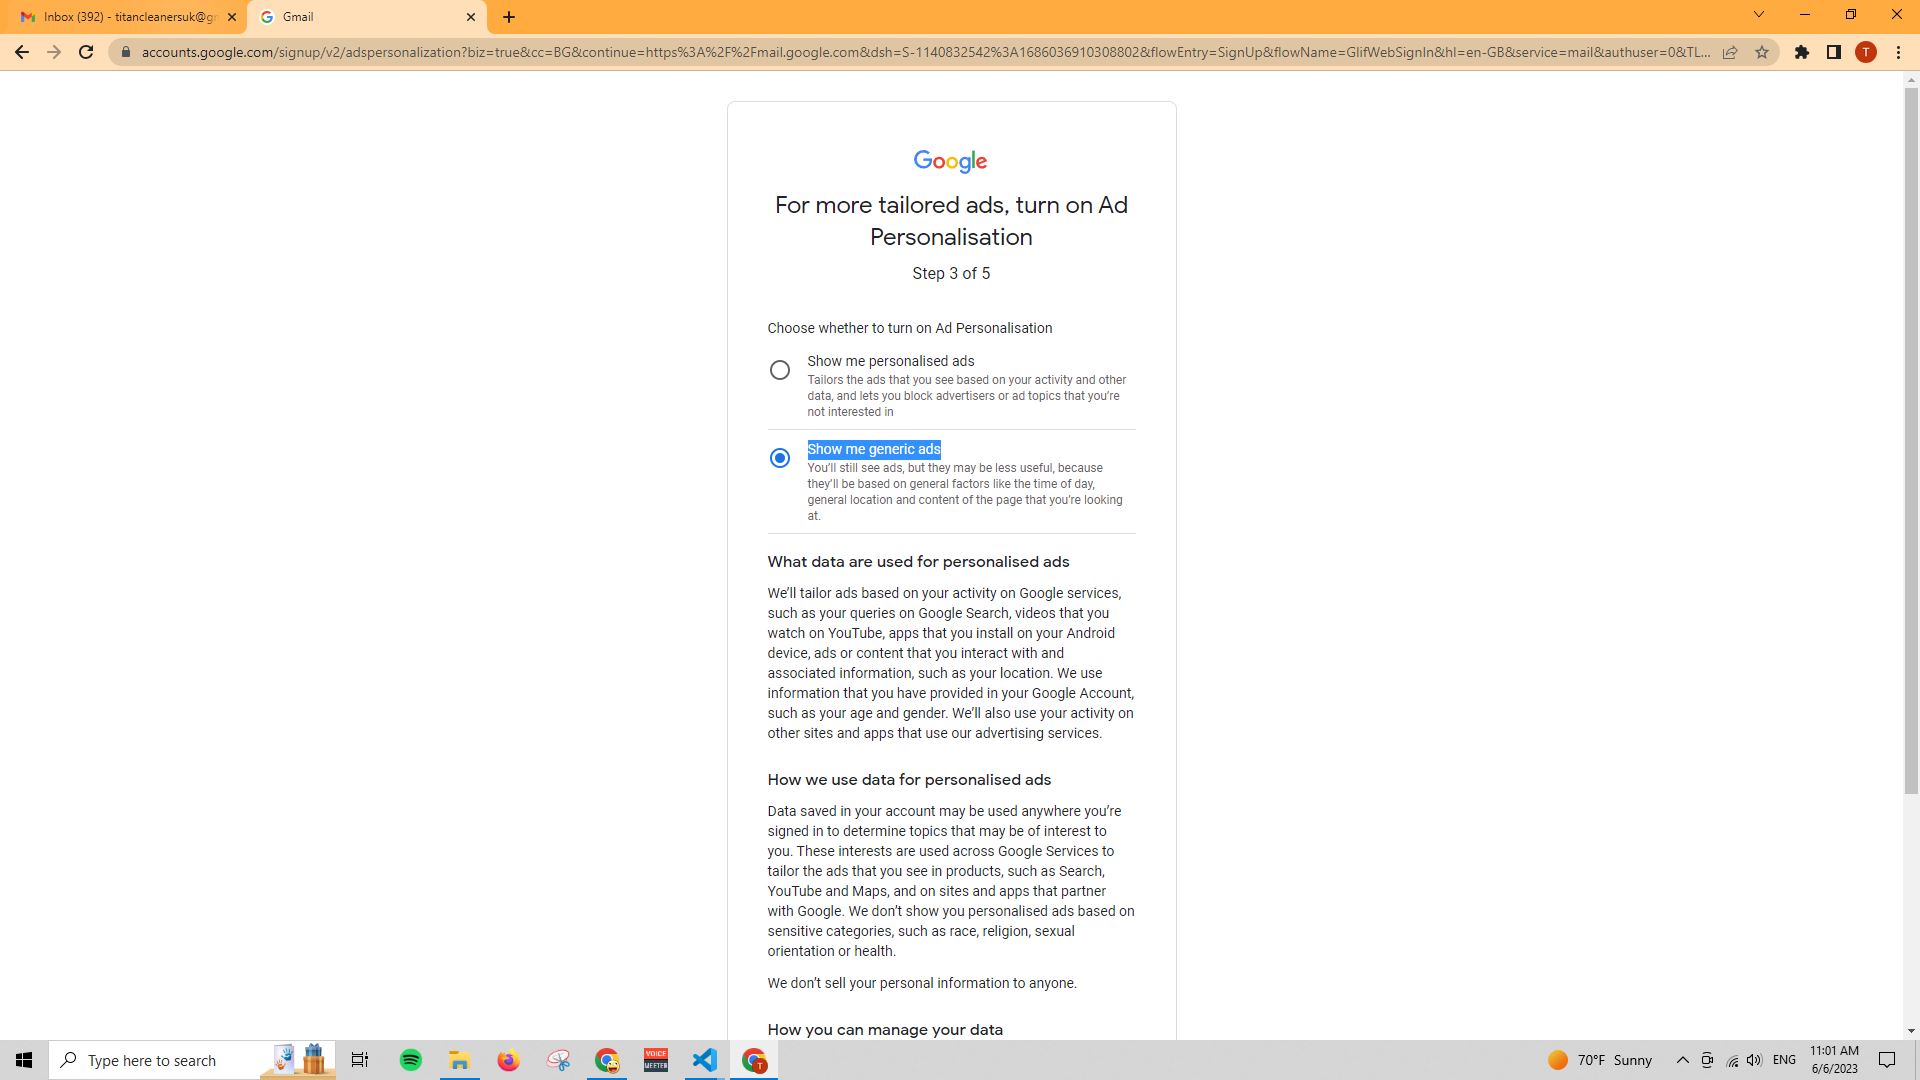 Inbox (392) - titancleanersuk@gm
Gmail
accounts.google.com/signup/v2/adspersonalization?biz=true&cc=BG&continue=https%3A%2F%2Fmail.google.com&dsh=S-1140832542%3A1686036910308802&flowEntry=SignUp&flowName=GlifWebSignIn&hl=en-GB&service=mail&authuser=0&TL...
T
Google
For more tailored ads, turn on Ad
Personalisation
Step 3 of 5
Choose whether to turn on Ad Personalisation
Show me personalised ads
Tailors the ads that you see based on your activity and other
data, and lets you block advertisers or ad topics that you're
not interested in
Show me generic ads
You'll still see ads, but they may be less useful, because
they'll be based on general factors like the time of day,
general location and content of the page that you're looking
at.
What data are used for personalised ads
We'll tailor ads based on your activity on Google services,
such as your queries on Google Search, videos that you
watch on YouTube, apps that you install on your Android
device, ads or content that you interact with and
associated information, such as your location. We use
information that you have provided in your Google Account,
such as your age and gender. We'll also use your activity on
other sites and apps that use our advertising services.
How we use data for personalised ads
Data saved in your account may be used anywhere you're
signed in to determine topics that may be of interest to
you. These interests are used across Google Services to
tailor the ads that you see in products, such as Search,
YouTube and Maps, and on sites and apps that partner
with Google. We don't show you personalised ads based on
sensitive categories, such as race, religion, sexual
orientation or health.
We don't sell your personal information to anyone.
How you can manage your data
Type here to search
VOICE
MEETER
T
70°F Sunny
ENG
11:01 AM
6/6/2023